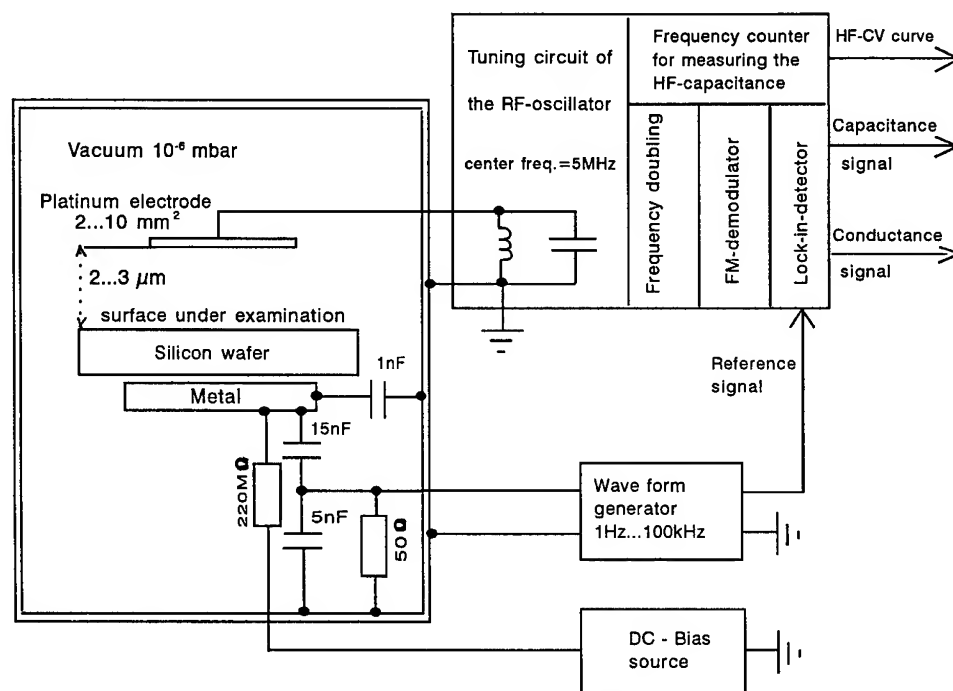 Tuning circuit of
the RF-oscillator
center freq.=5MHz
Frequency counter
for measuring the
HF-capacitance
Frequency doubling
FM-demodulator
Lock-in-detector
HF-CV curve
Capacitance
signal
Conductance
signal
Reference
signal
Vacuum 10⁻⁶ mbar
Platinum electrode
2...10 mm²
2...3 μm
surface under examination
Silicon wafer
Metal
1nF
15nF
220MΩ
5nF
50Ω
Wave form
generator
1Hz...100kHz
DC - Bias
source